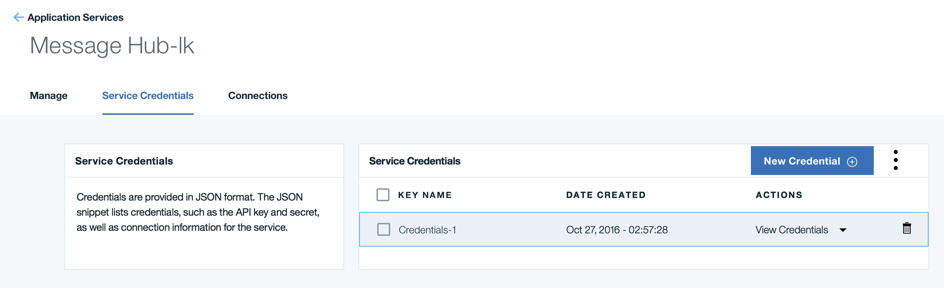 Application Services
Message Hub-lk
Manage Service Credentials Connections
Service Credentials
Credentials are provided in JSON format. The JSON
snippet lists credentials, such as the API key and secret,
as well as connection information for the service.
Service Credentials New Credential
KEY NAME DATE CREATED ACTIONS
Credentials-1 Oct 27, 2016 - 02:57:28 View Credentials